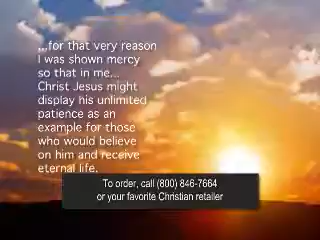 ...for that very reason
I was shown mercy
so that in me...
Christ Jesus might
display his unlimited
patience as an
example for those
who would believe
on him and receive
eternal life.
To order, call (800) 846-7664
or your favorite Christian retailer